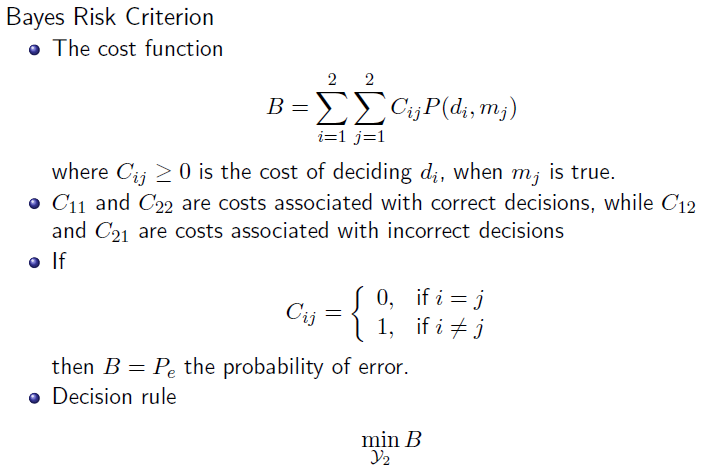 Bayes Risk Criterion
The cost function
B = \sum_{i=1}^{2} \sum_{j=1}^{2} C_{ij} P(d_i, m_j)
where C_{ij} ≥ 0 is the cost of deciding d_i, when m_j is true.
C_{11} and C_{22} are costs associated with correct decisions, while C_{12}
and C_{21} are costs associated with incorrect decisions
If
C_{ij} = \begin{cases} 0, & \text{if } i = j \\ 1, & \text{if } i \neq j \end{cases}
then B = P_e the probability of error.
Decision rule
\min_{\mathcal{Y}_2} B